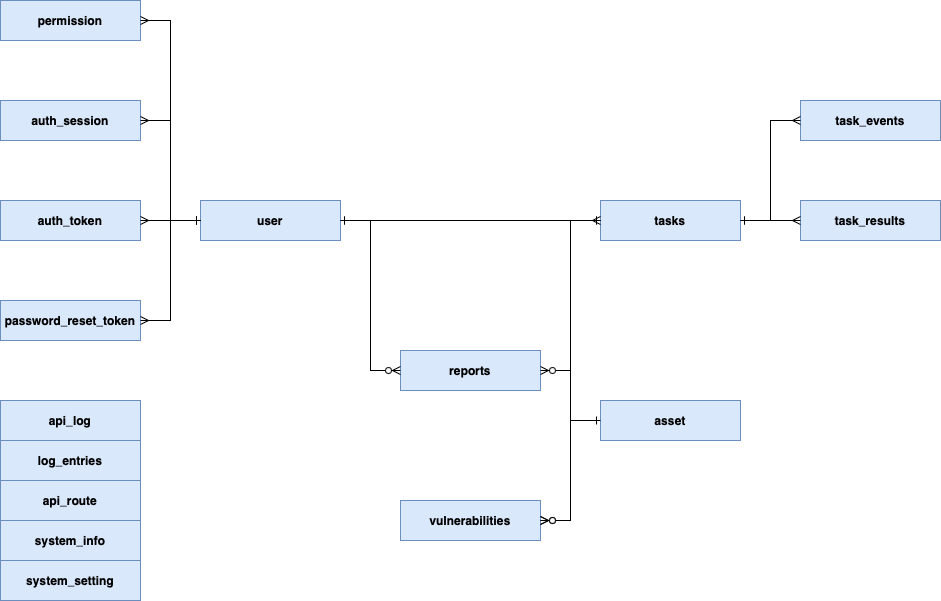 permission
auth_session
task_events
auth_token
user
tasks
task_results
password_reset_token
reports
api_log
asset
log_entries
api_route
vulnerabilities
system_info
system_setting